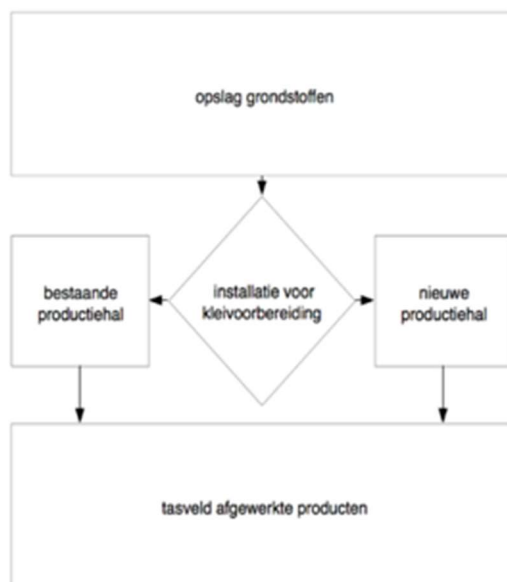 opslag grondstoffen
bestaande
productiehal
installatie voor
kleivoorbereiding
nieuwe
productiehal
tasveld afgewerkte producten